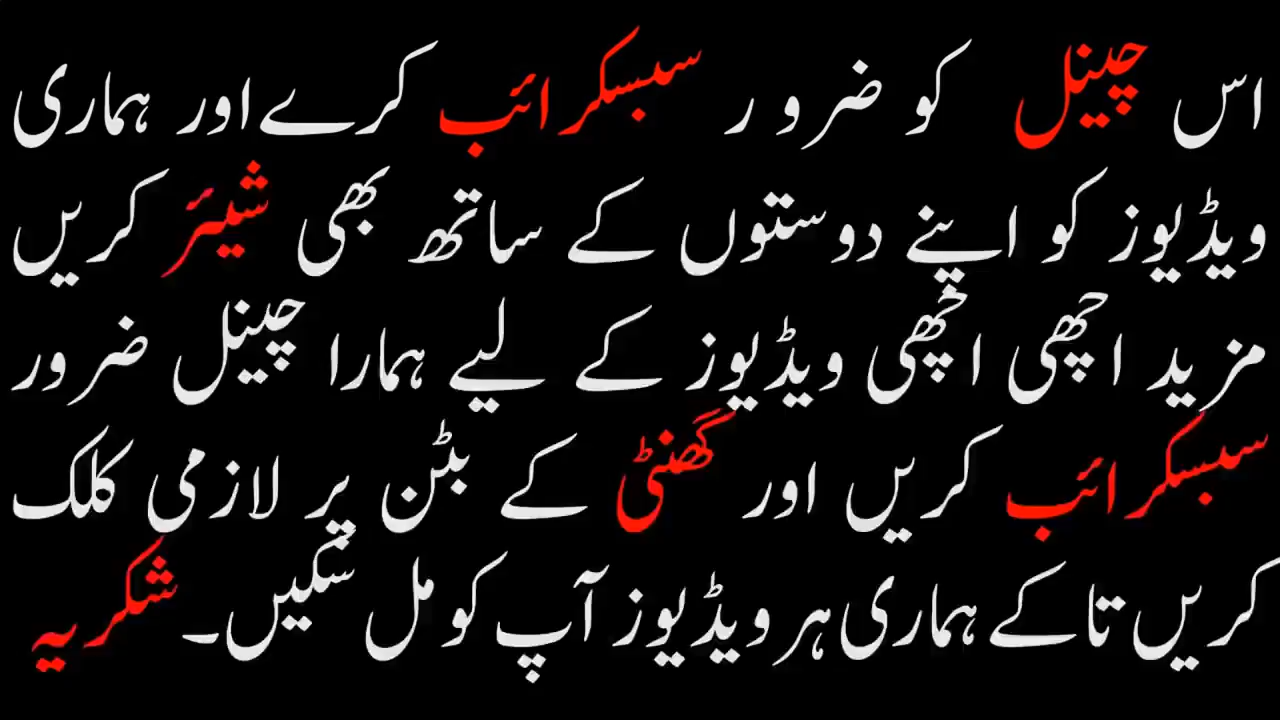 اس چینل کو ضرو ر سبسکرائب کرے اور ہماری
ویڈیوز کو اپنے دوستوں کے ساتھ بھی شیئر کریں
مزید اچھی اچھی ویڈیوز کے لیے ہمارا چینل ضرور
سبسکرائب کریں اور گھنٹی کے بٹن پر لازمی کلک
کریں تاکے ہماری ہر ویڈیوز آپ کو مل سکیں۔ شکریہ